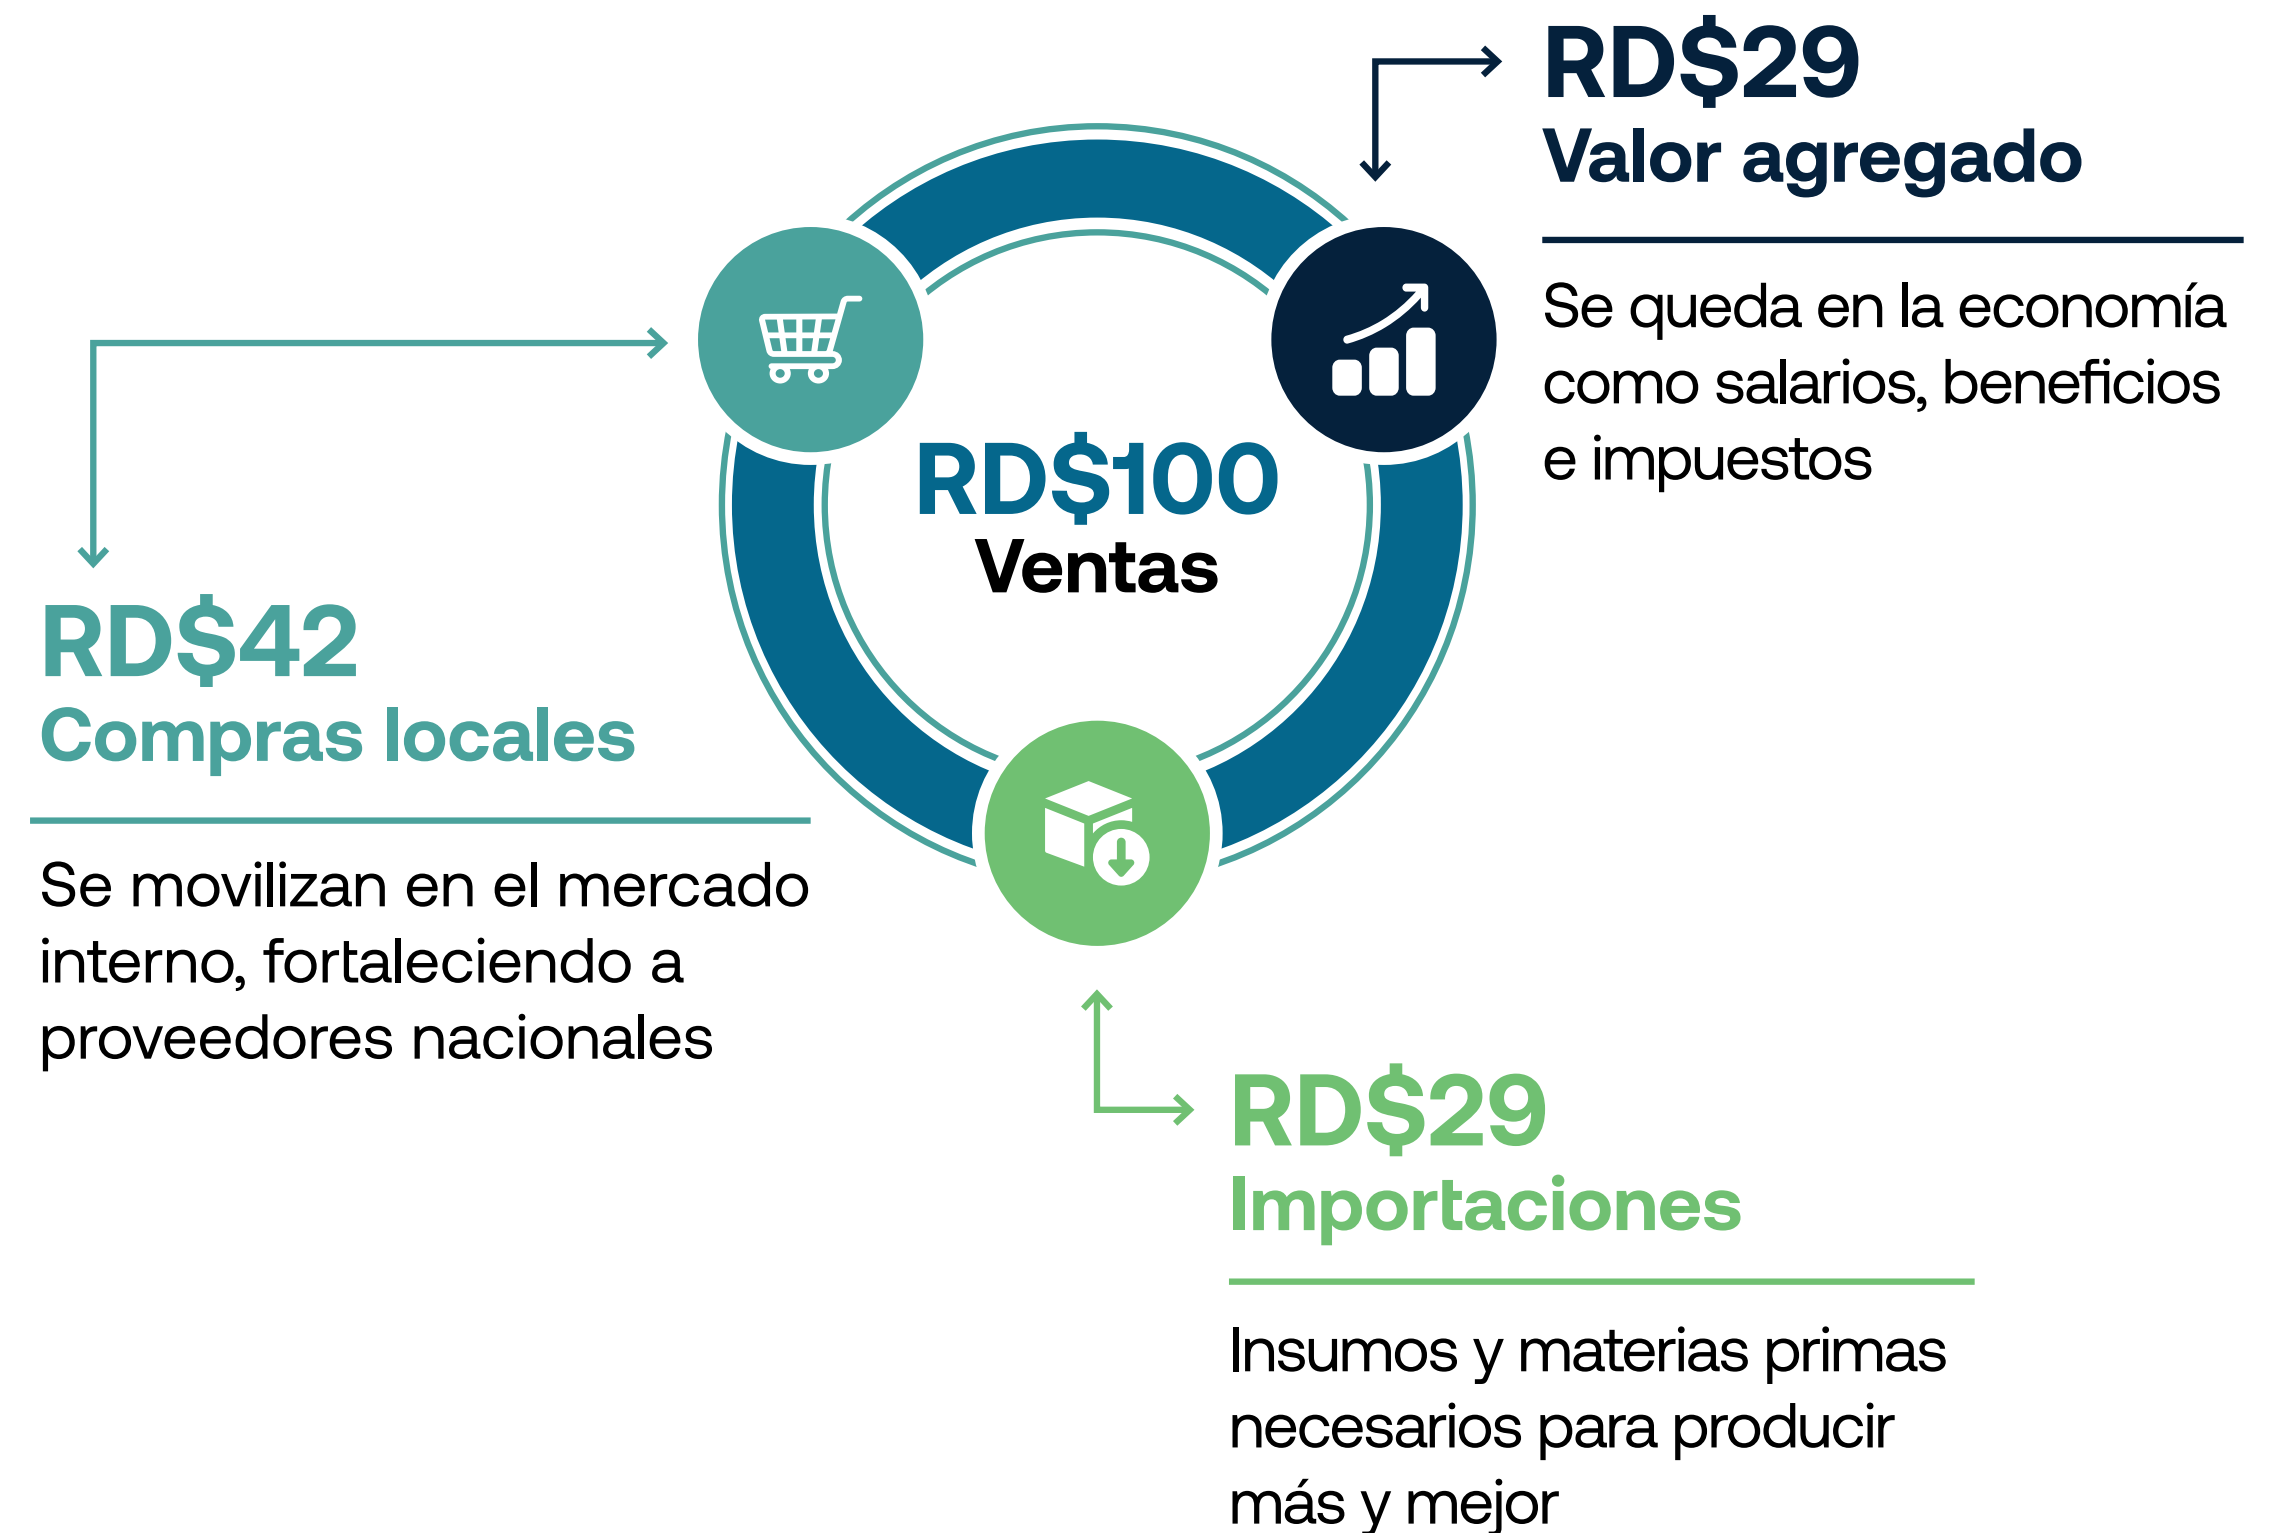 RD$29
Valor agregado
Se queda en la economía
como salarios, beneficios
e impuestos
RD$100
Ventas
RD$42
Compras locales
Se movilizan en el mercado
interno, fortaleciendo a
proveedores nacionales
RD$29
Importaciones
Insumos y materias primas
necesarios para producir
más y mejor